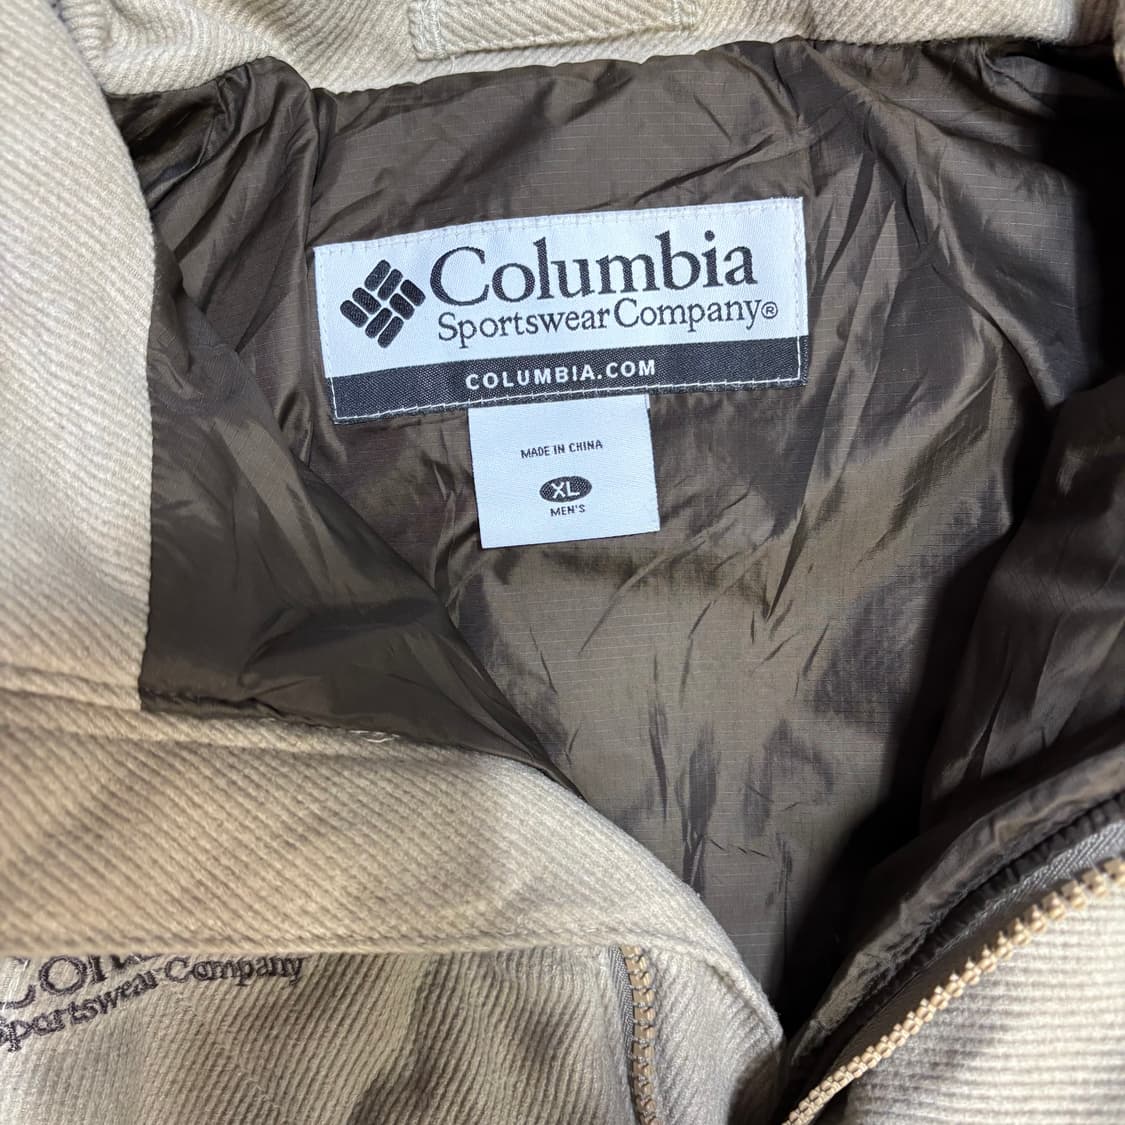 Columbia
Sportswear Company®
COLUMBIA.COM
MADE IN CHINA
XL
MEN'S
Sportswear Company